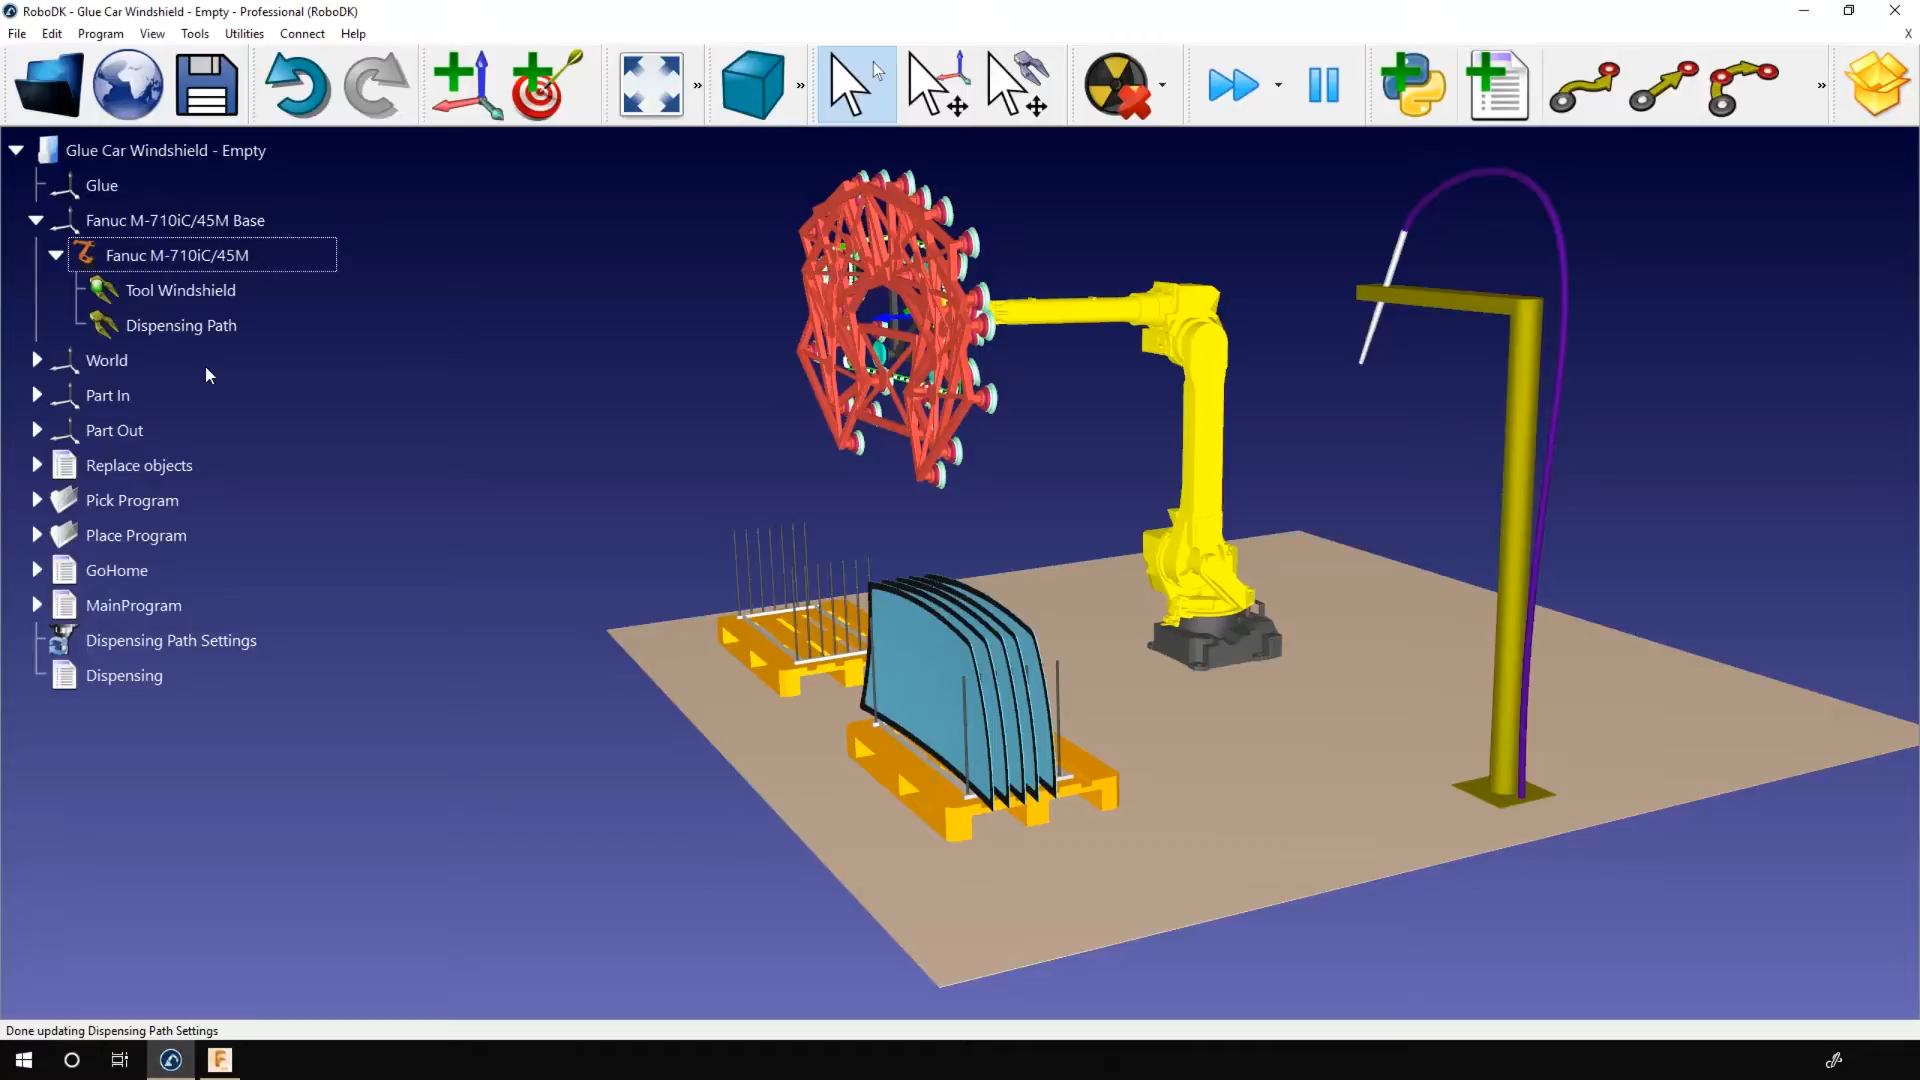 RoboDK - Glue Car Windshield - Empty - Professional (RoboDK)
File Edit Program View Tools Utilities Connect Help X
» » »
Glue Car Windshield - Empty
Glue
Fanuc M-710iC/45M Base
Fanuc M-710iC/45M
Tool Windshield
Dispensing Path
World
Part In
Part Out
Replace objects
Pick Program
Place Program
GoHome
MainProgram
Dispensing Path Settings
Dispensing
Done updating Dispensing Path Settings
F